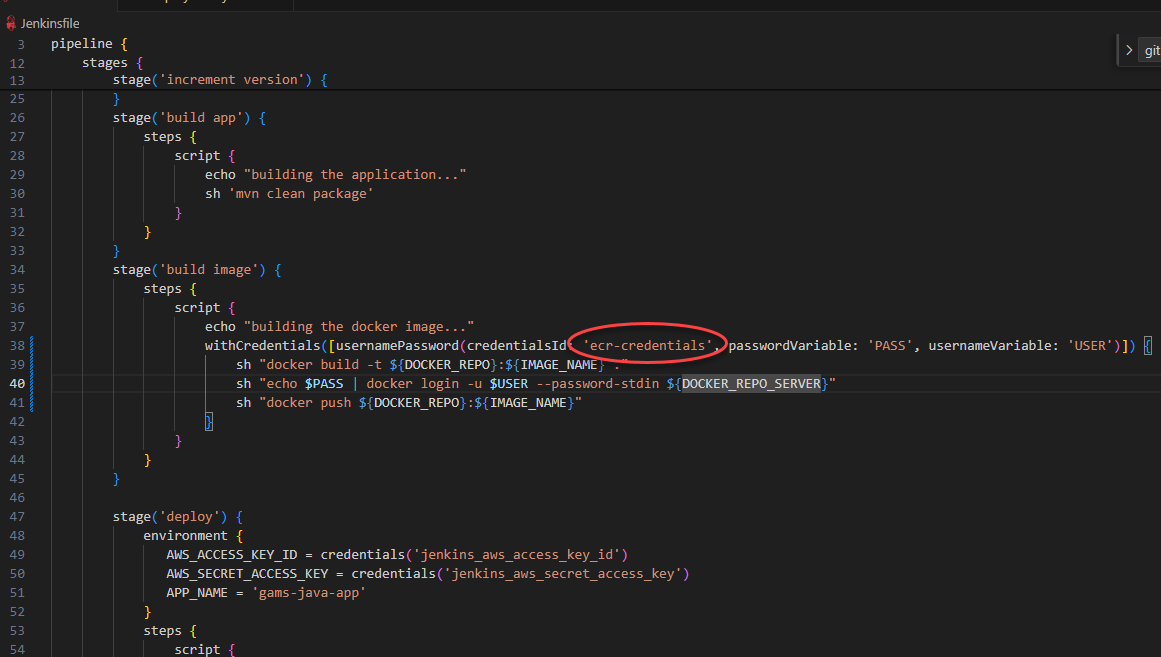 Jenkinsfile
3 pipeline {
12 stages {
13 stage('increment version') {
git
25 }
26 stage('build app') {
27 steps {
28 script {
29 echo "building the application..."
30 sh 'mvn clean package'
31 }
32 }
33 }
34 stage('build image') {
35 steps {
36 script {
37 echo "building the docker image..."
38 withCredentials([usernamePassword(credentialsId: 'ecr-credentials', passwordVariable: 'PASS', usernameVariable: 'USER')]) {
39 sh "docker build -t ${DOCKER_REPO}:${IMAGE_NAME} ."
40 sh "echo $PASS | docker login -u $USER --password-stdin ${DOCKER_REPO_SERVER}"
41 sh "docker push ${DOCKER_REPO}:${IMAGE_NAME}"
42 }
43 }
44 }
45 }
46
47 stage('deploy') {
48 environment {
49 AWS_ACCESS_KEY_ID = credentials('jenkins_aws_access_key_id')
50 AWS_SECRET_ACCESS_KEY = credentials('jenkins_aws_secret_access_key')
51 APP_NAME = 'gams-java-app'
52 }
53 steps {
54 script {